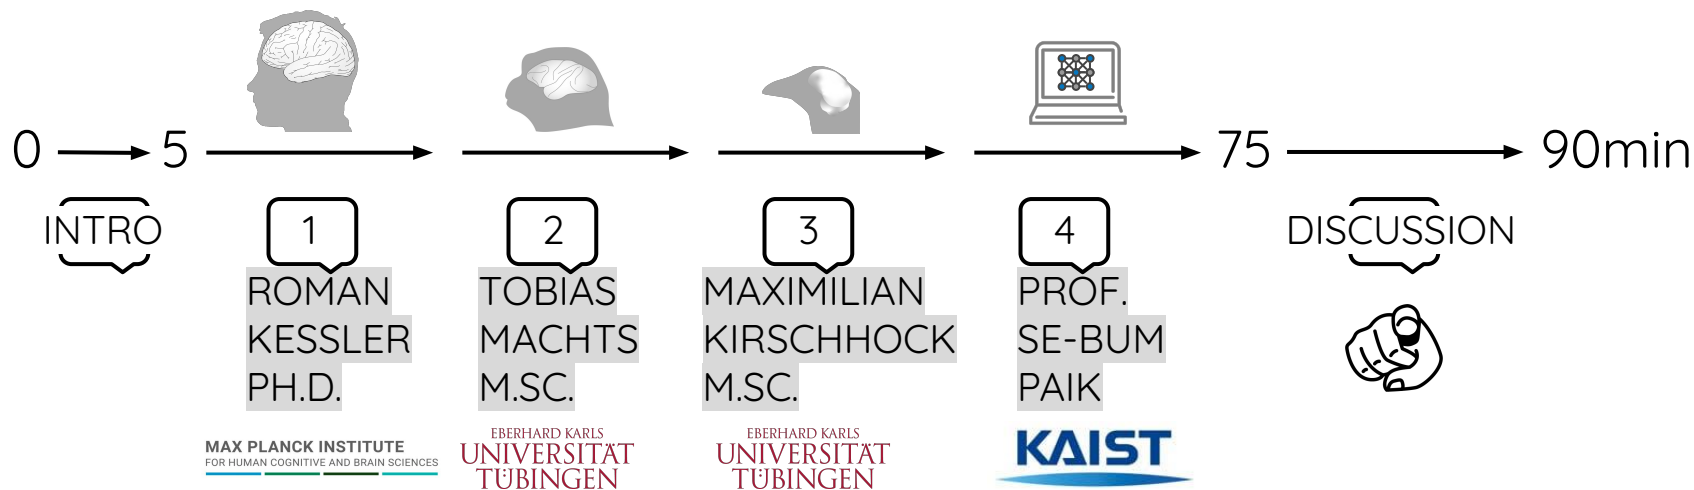 0
5
75
90min
INTRO
1
2
3
4
DISCUSSION
ROMAN
KESSLER
PH.D.
TOBIAS
MACHTS
M.SC.
MAXIMILIAN
KIRSCHHOCK
M.SC.
PROF.
SE-BUM
PAIK
MAX PLANCK INSTITUTE
FOR HUMAN COGNITIVE AND BRAIN SCIENCES
EBERHARD KARLS
UNIVERSITÄT
TÜBINGEN
EBERHARD KARLS
UNIVERSITÄT
TÜBINGEN
KAIST